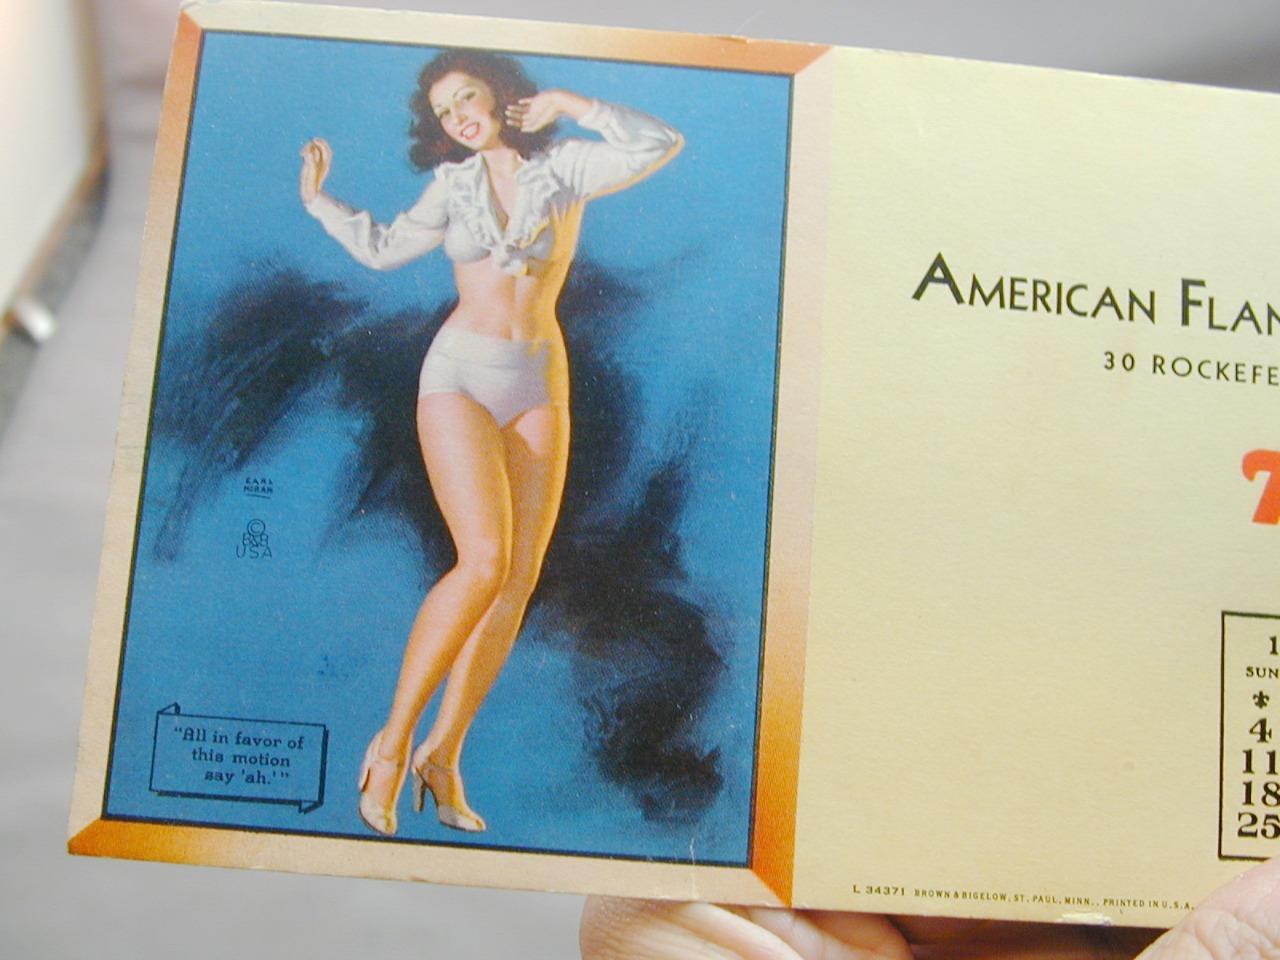 EARL
MORAN
©
B&B
USA
"All in favor of
this motion
say 'ah.'"
AMERICAN FLAN
30 ROCKEFE
1
SUN
4
11
18
25
L 34371 BROWN & BIGELOW, ST. PAUL, MINN., PRINTED IN U.S.A.